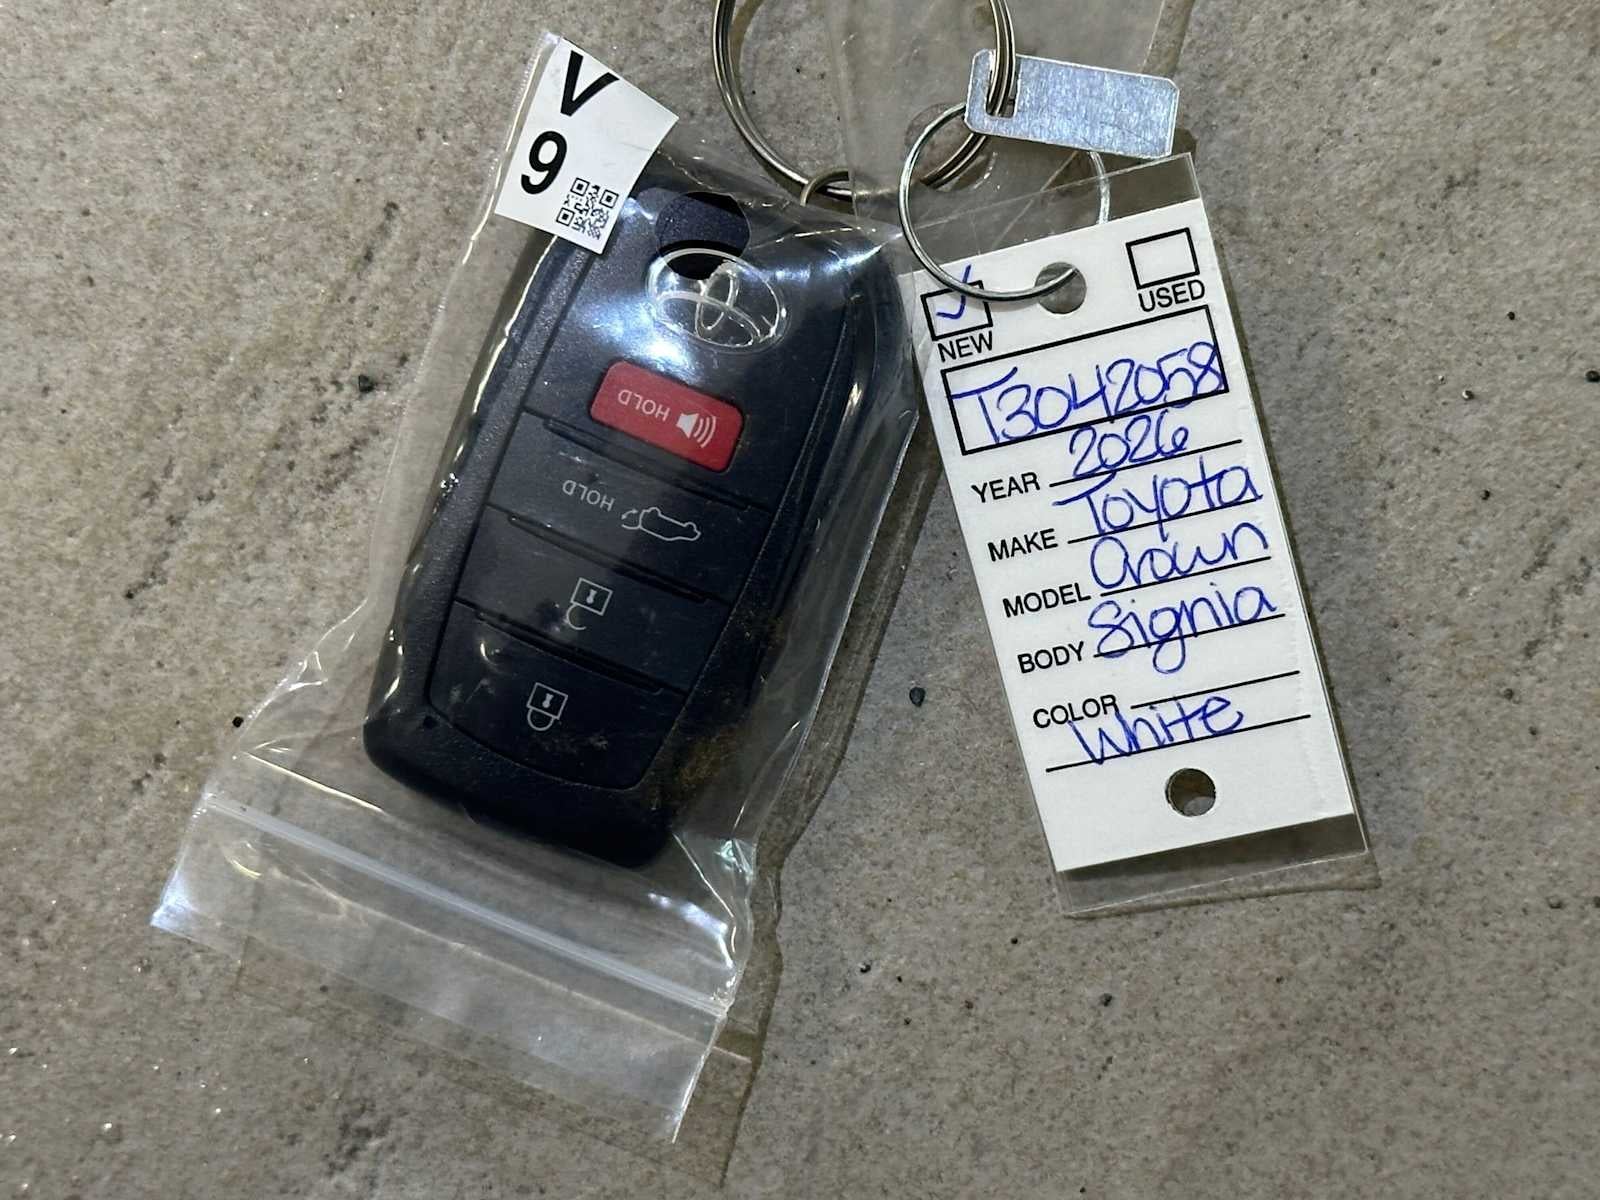 V
9
HOLD
HOLD
NEW
USED
T3042058
YEAR 2026
MAKE Toyota
MODEL Crown
BODY Signia
COLOR
White